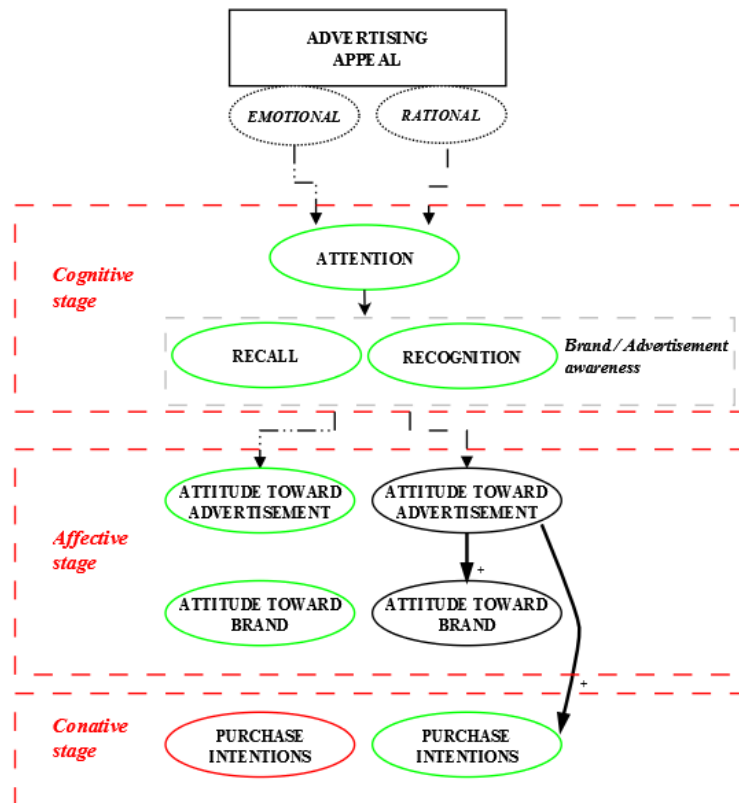 ADVERTISING
APPEAL
EMOTIONAL
RATIONAL
Cognitive
stage
ATTENTION
RECALL
RECOGNITION
Brand / Advertisement
awareness
Affective
stage
ATTITUDE TOWARD
ADVERTISEMENT
ATTITUDE TOWARD
ADVERTISEMENT
+
ATTITUDE TOWARD
BRAND
ATTITUDE TOWARD
BRAND
+
Conative
stage
PURCHASE
INTENTIONS
PURCHASE
INTENTIONS